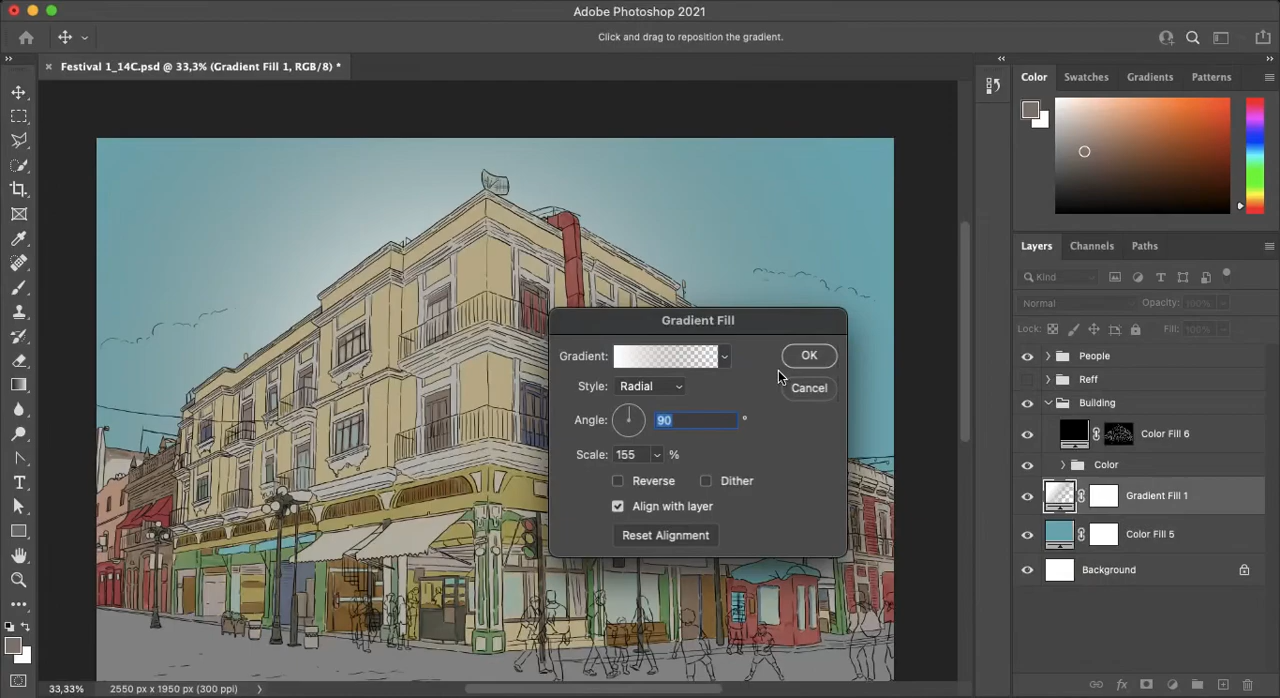 Adobe Photoshop 2021
Click and drag to reposition the gradient.
Festival 1_14C.psd @ 33,3% (Gradient Fill 1, RGB/8) *
Color Swatches Gradients Patterns
Layers Channels Paths
Kind
Normal Opacity: 100%
Lock: Fill: 100%
People
Reff
Building
Color Fill 6
Color
Gradient Fill 1
Color Fill 5
Background
Gradient Fill
Gradient: OK
Style: Radial Cancel
Angle: 90 °
Scale: 155 %
Reverse Dither
Align with layer
Reset Alignment
33,33% 2550 px x 1950 px (300 ppi)